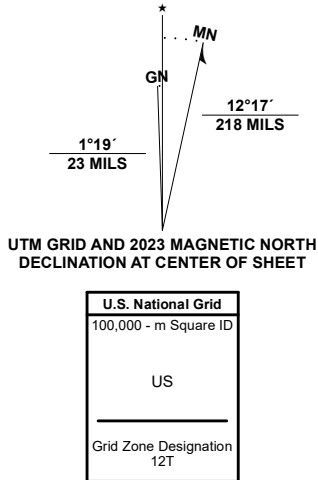 MN
GN
12°17´
218 MILS
1°19´
23 MILS
UTM GRID AND 2023 MAGNETIC NORTH
DECLINATION AT CENTER OF SHEET
U.S. National Grid
100,000 - m Square ID
US
Grid Zone Designation
12T